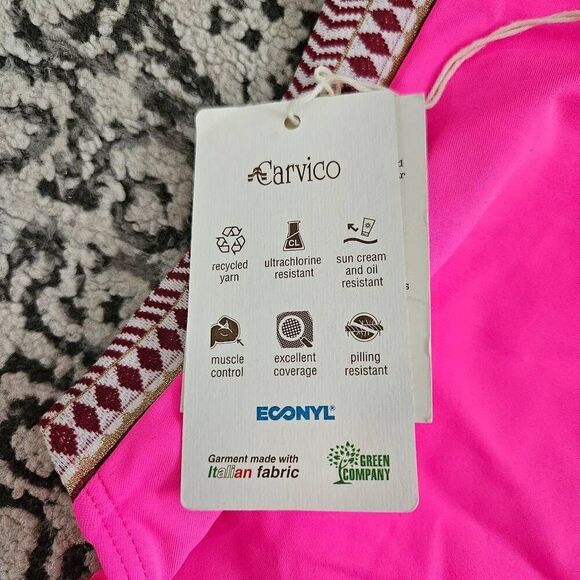 Carvico
recycled
yarn
ultrachlorine
resistant
sun cream
and oil
resistant
CL
muscle
control
excellent
coverage
pilling
resistant
ECONYL®
Garment made with
Italian fabric
GREEN
COMPANY